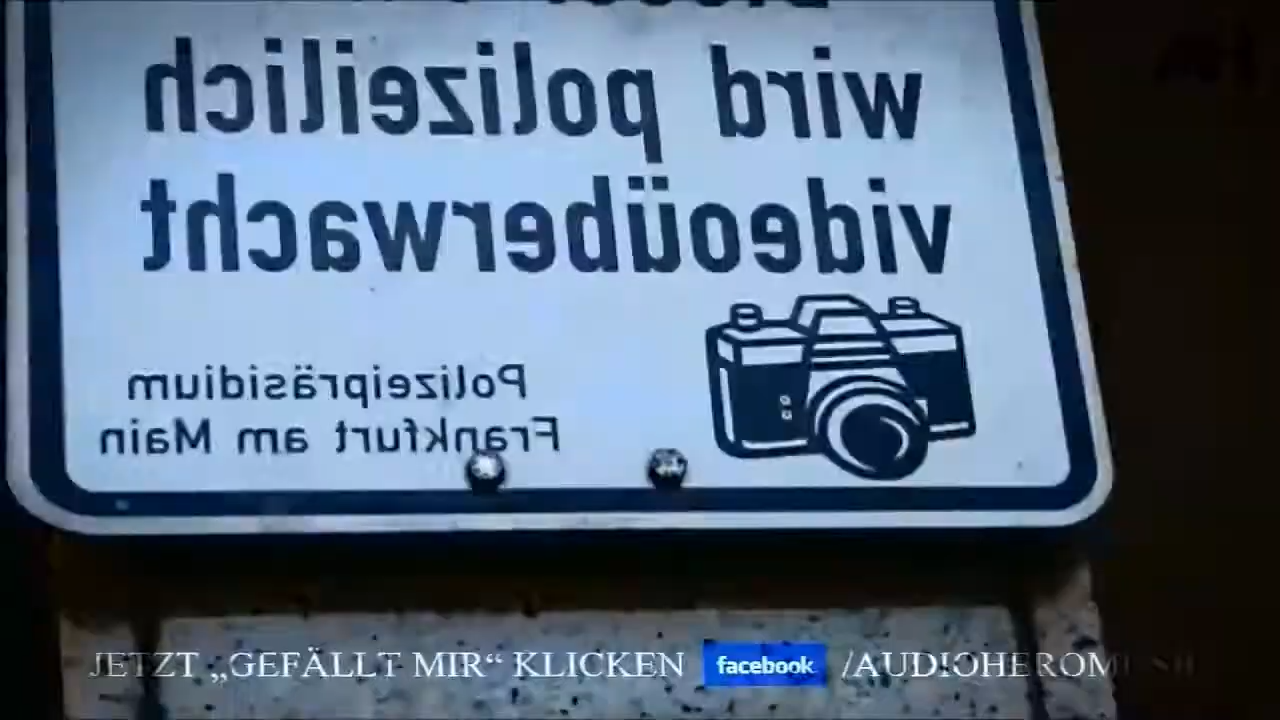 wird polizeilich
videoüberwacht
Polizeipräsidium
Frankfurt am Main
JETZT „GEFÄLLT MIR“ KLICKEN facebook